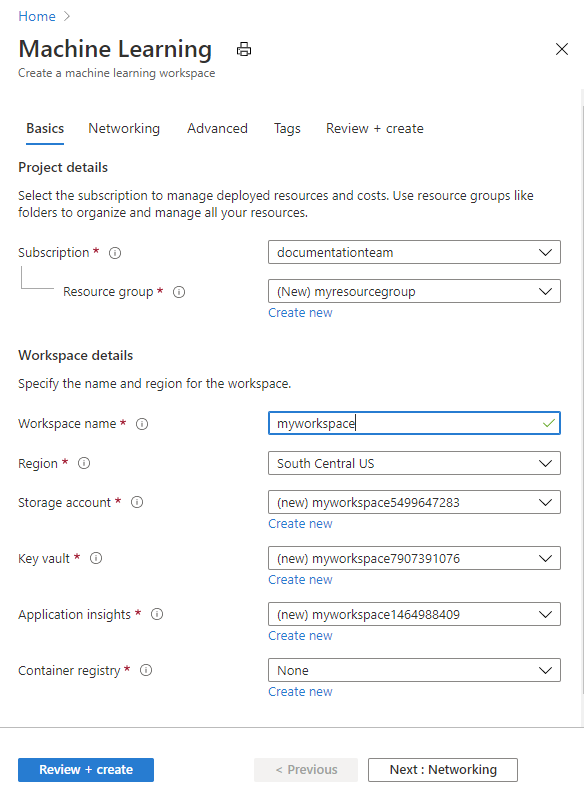 Home >
Machine Learning
Create a machine learning workspace
Basics Networking Advanced Tags Review + create
Project details
Select the subscription to manage deployed resources and costs. Use resource groups like
folders to organize and manage all your resources.
Subscription * documentationteam
Resource group * (New) myresourcegroup
Create new
Workspace details
Specify the name and region for the workspace.
Workspace name * myworkspace
Region * South Central US
Storage account * (new) myworkspace5499647283
Create new
Key vault * (new) myworkspace7907391076
Create new
Application insights * (new) myworkspace1464988409
Create new
Container registry * None
Create new
Review + create < Previous Next : Networking